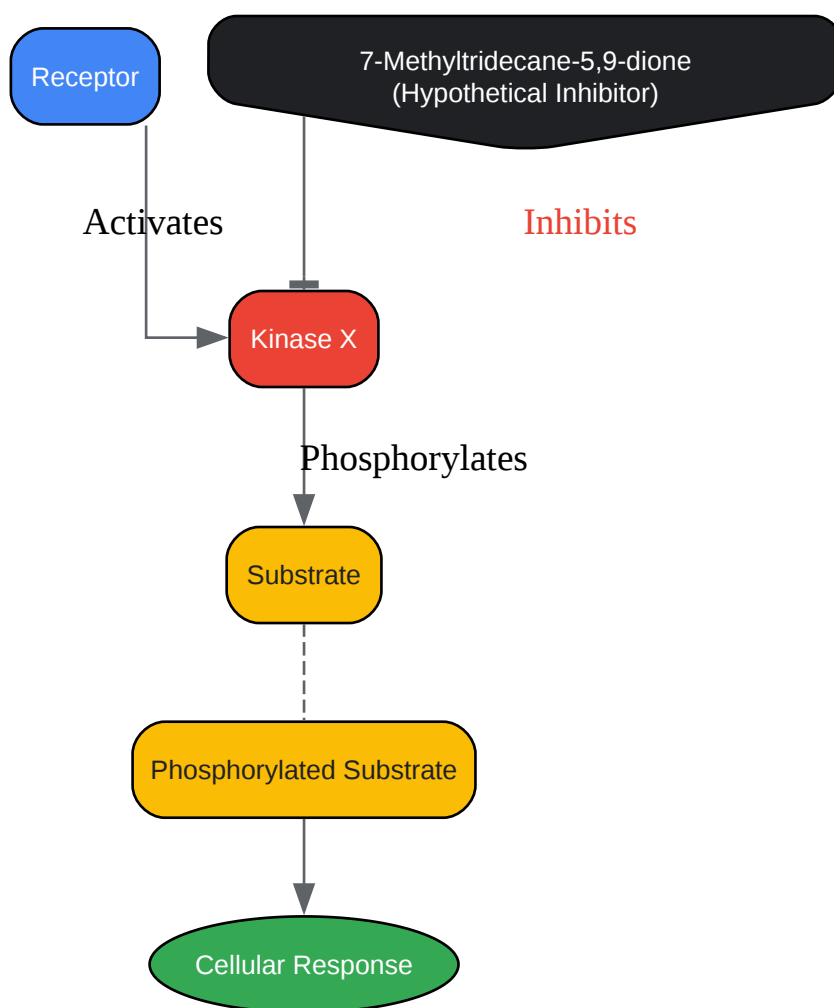 Receptor
7-Methyltridecane-5,9-dione
(Hypothetical Inhibitor)
Activates
Inhibits
Kinase X
Phosphorylates
Substrate
Phosphorylated Substrate
Cellular Response